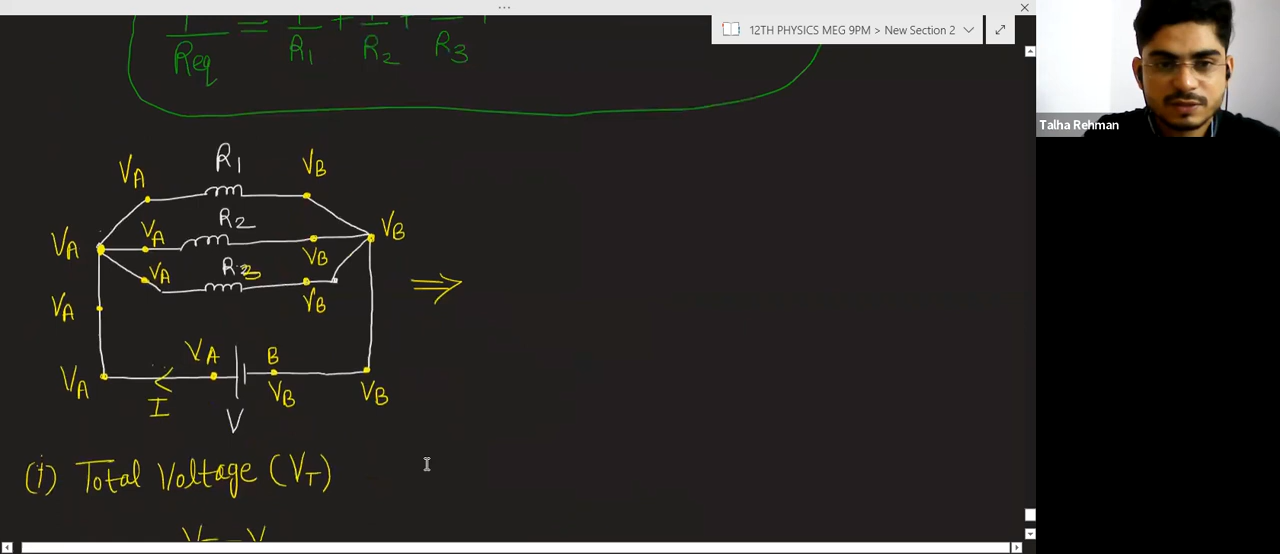 12TH PHYSICS MEG 9PM > New Section 2
Talha Rehman
1/Req = 1/R1 + 1/R2 + 1/R3 +
R1
VA
VB
R2
VA
VA
VB
VB
R3
VA
VB
VA
VA
B
VA
VB
VB
I
V
(i) Total Voltage (VT)